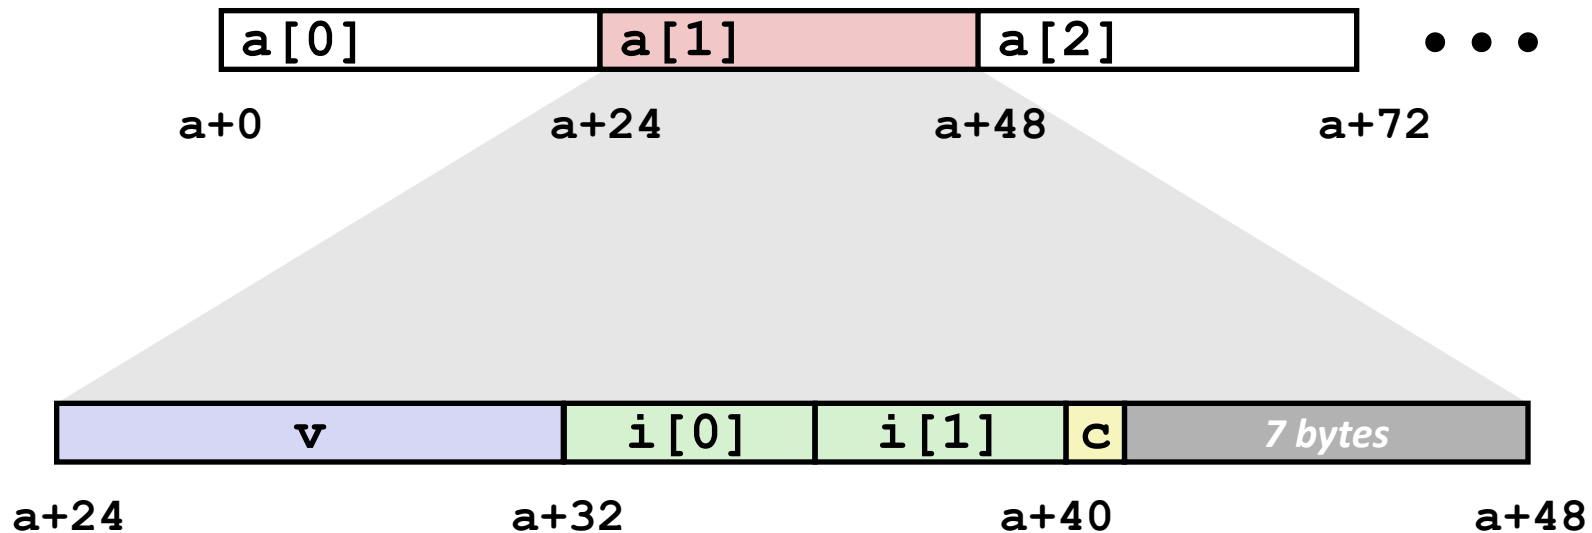 a[0] a[1] a[2] •••
a+0 a+24 a+48 a+72
v i[0] i[1] c 7 bytes
a+24 a+32 a+40 a+48